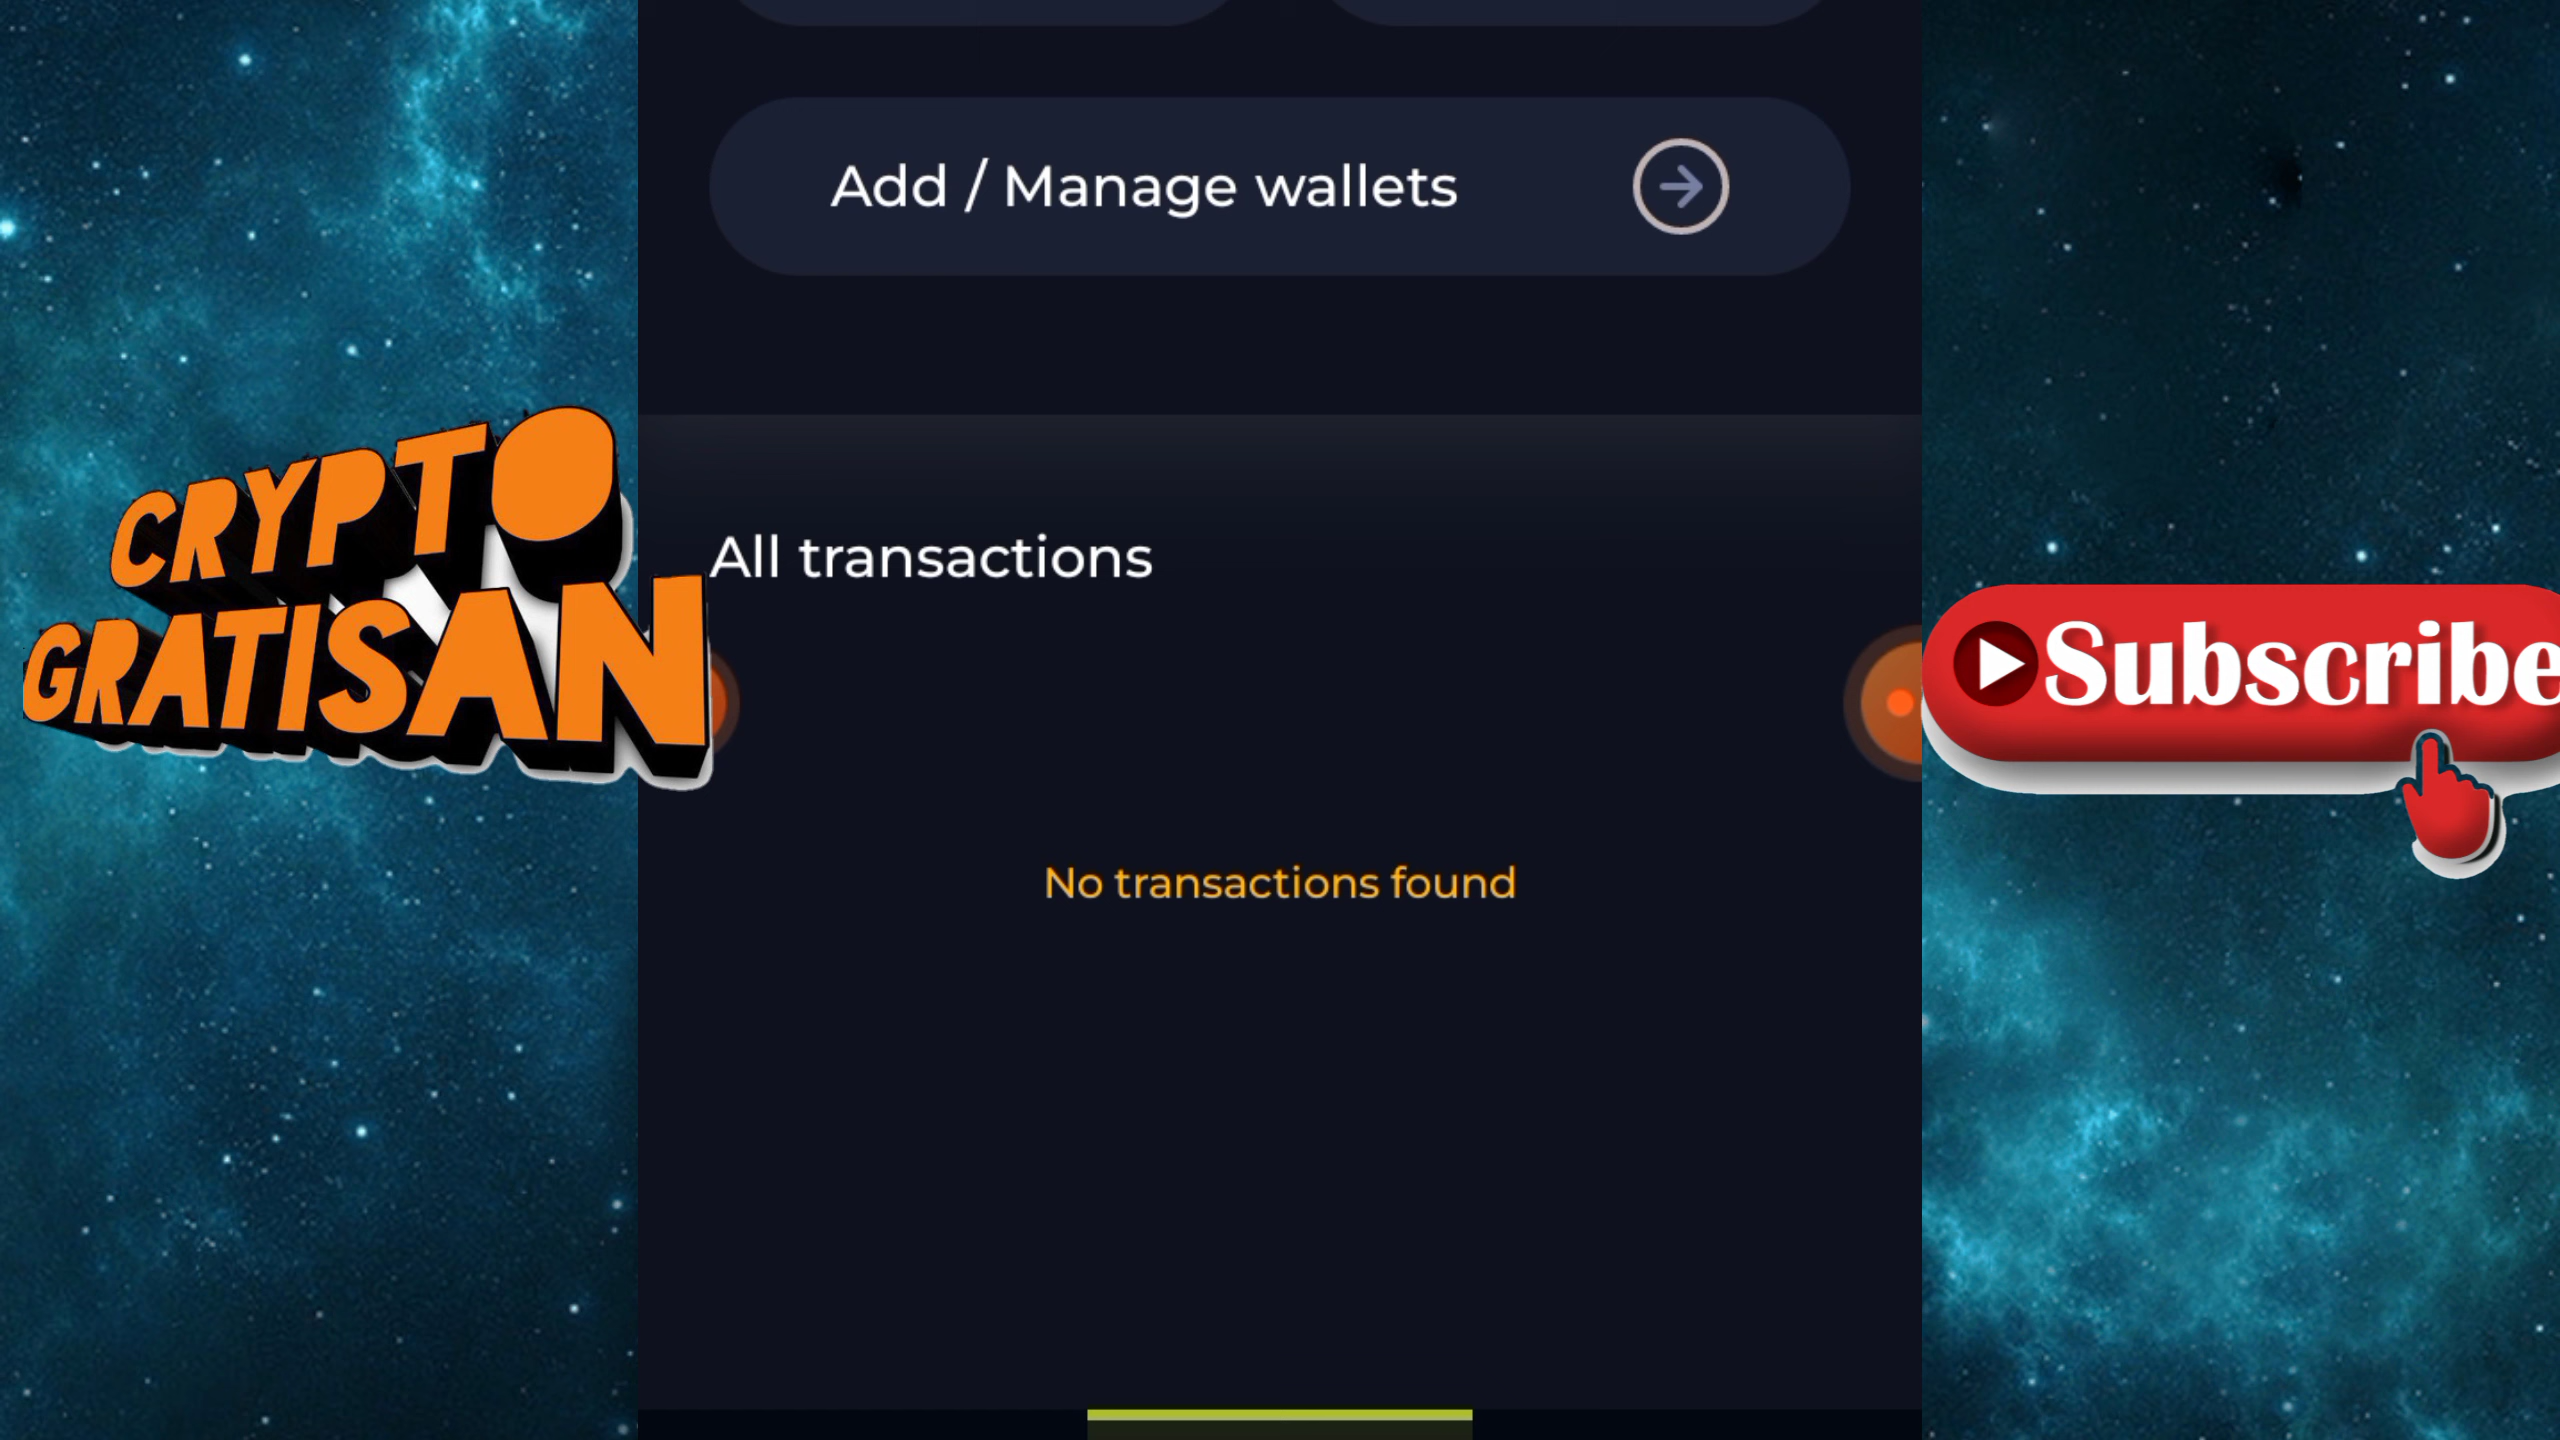 Add / Manage wallets
CRYPTO
GRATISAN
All transactions
Subscribe
No transactions found